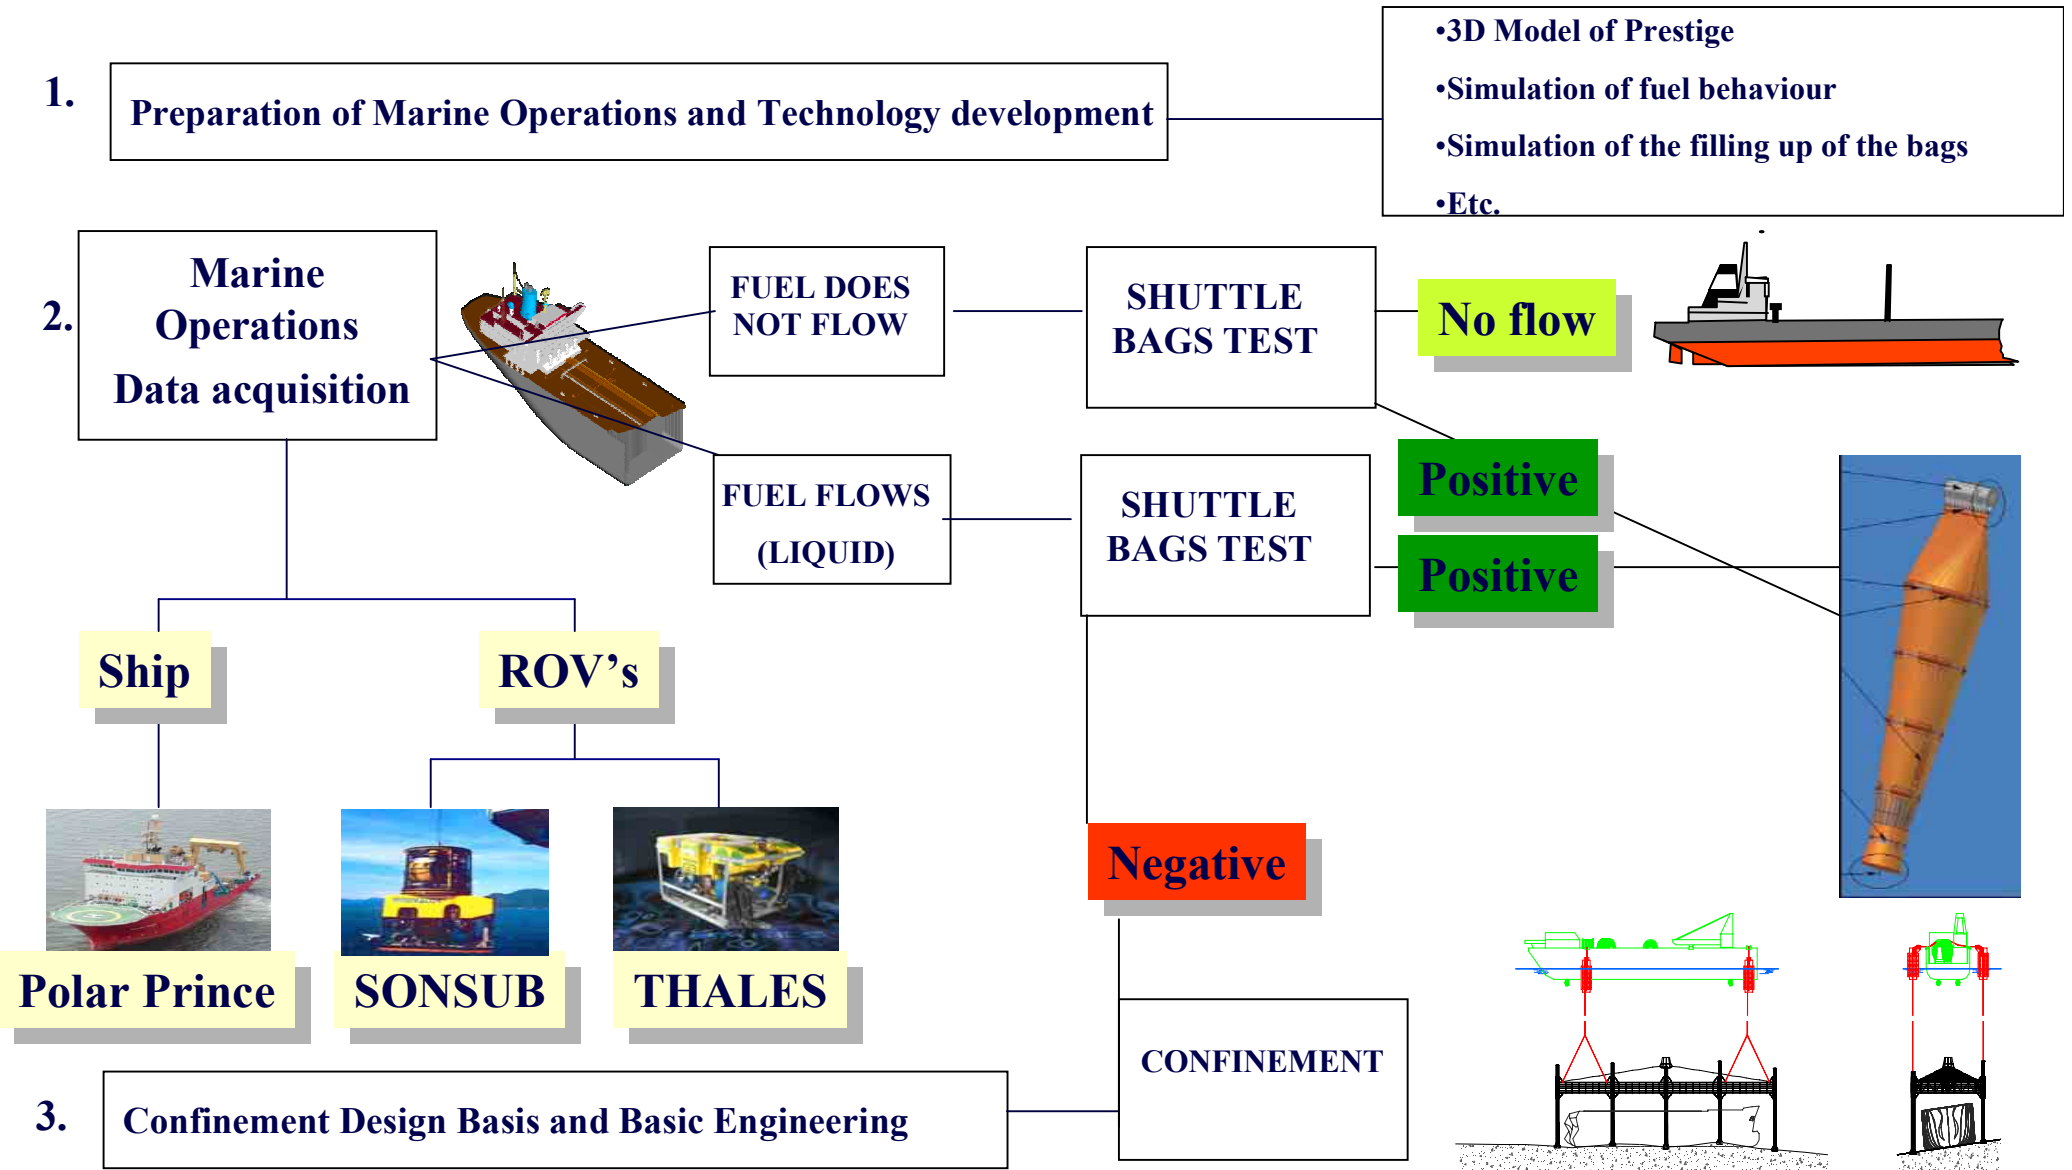 1.
Preparation of Marine Operations and Technology development
•3D Model of Prestige
•Simulation of fuel behaviour
•Simulation of the filling up of the bags
•Etc.
2.
Marine
Operations
Data acquisition
FUEL DOES
NOT FLOW
SHUTTLE
BAGS TEST
No flow
FUEL FLOWS
(LIQUID)
SHUTTLE
BAGS TEST
Positive
Positive
Ship
ROV’s
Negative
Polar Prince
SONSUB
THALES
CONFINEMENT
3.
Confinement Design Basis and Basic Engineering